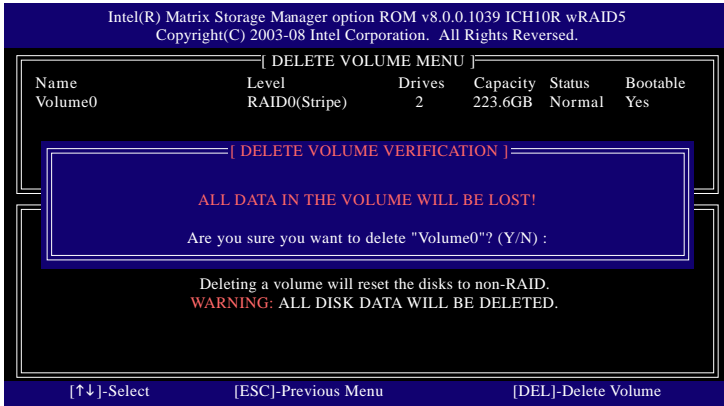 Intel(R) Matrix Storage Manager option ROM v8.0.0.1039 ICH10R wRAID5
Copyright(C) 2003-08 Intel Corporation. All Rights Reversed.
[ DELETE VOLUME MENU ]
Name Level Drives Capacity Status Bootable
Volume0 RAID0(Stripe) 2 223.6GB Normal Yes
[ DELETE VOLUME VERIFICATION ]
ALL DATA IN THE VOLUME WILL BE LOST!
Are you sure you want to delete "Volume0"? (Y/N) :
Deleting a volume will reset the disks to non-RAID.
WARNING: ALL DISK DATA WILL BE DELETED.
[↑↓]-Select [ESC]-Previous Menu [DEL]-Delete Volume